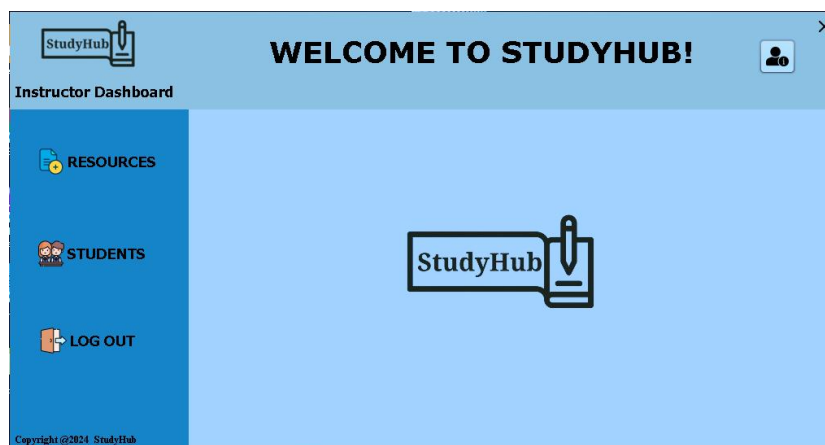 StudyHub
WELCOME TO STUDYHUB!
Instructor Dashboard
RESOURCES
STUDENTS
LOG OUT
StudyHub
Copyright @2024 StudyHub